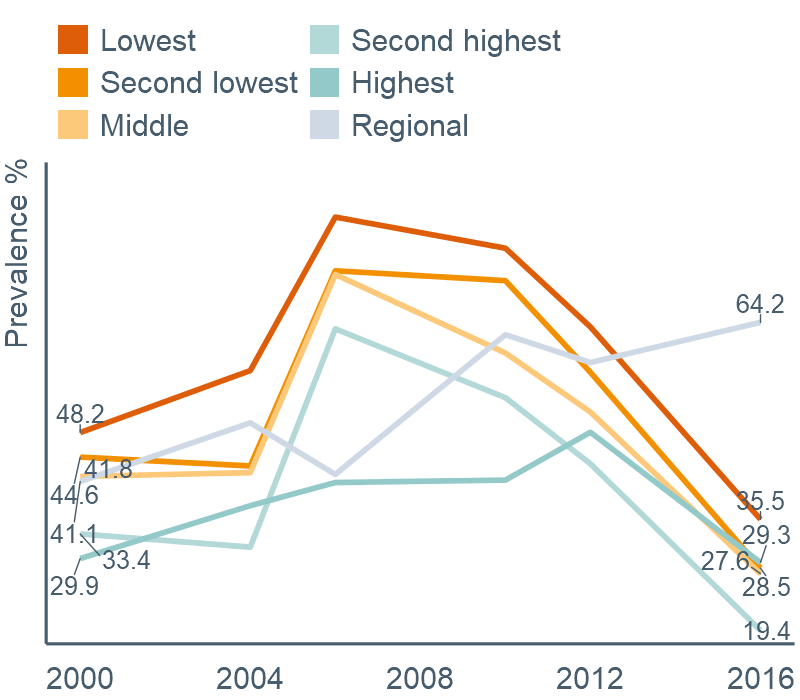 Lowest
Second lowest
Middle
Second highest
Highest
Regional
Prevalence %
64.2
48.2
41.8
44.6
41.1
33.4
29.9
35.5
29.3
27.6
28.5
19.4
2000 2004 2008 2012 2016